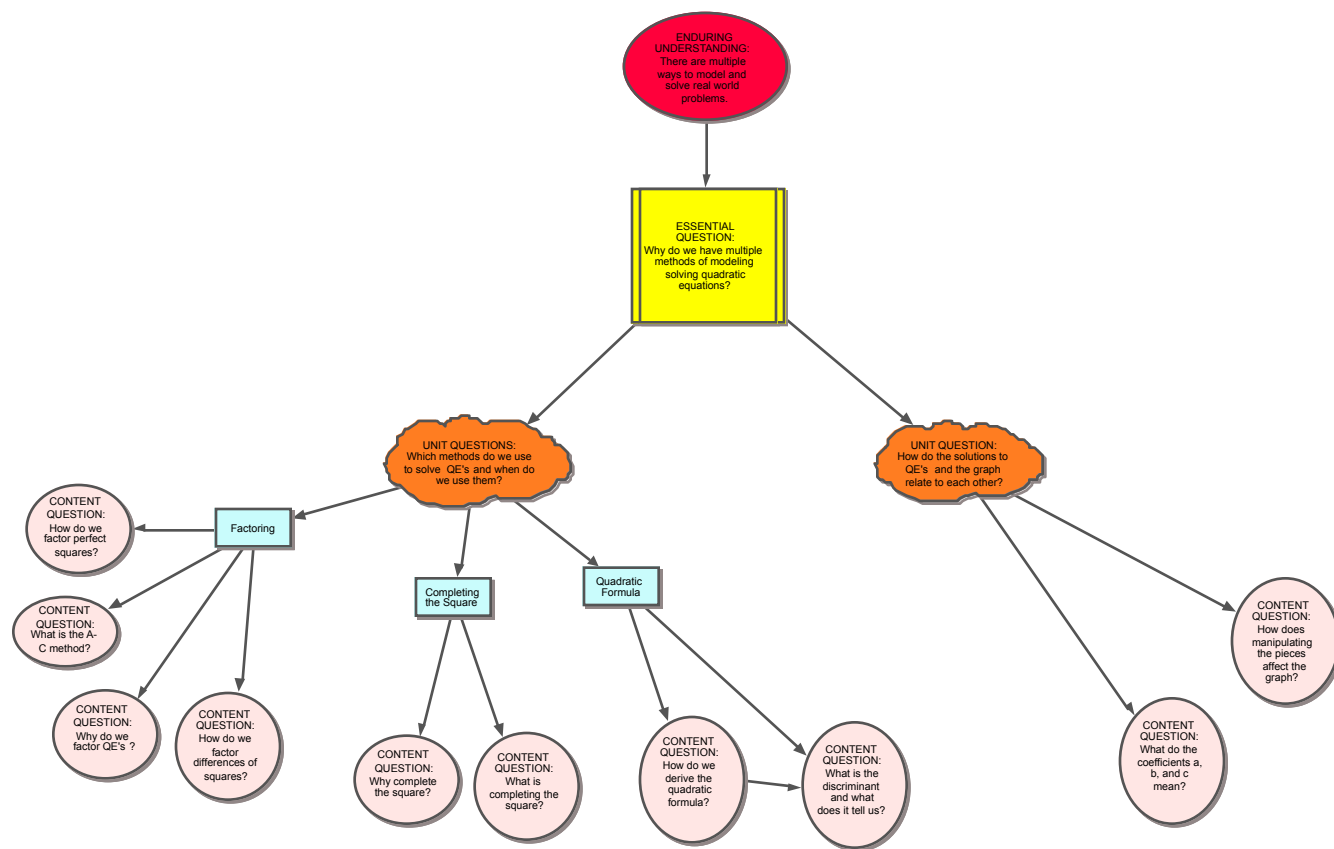 ENDURING
UNDERSTANDING:
There are multiple
ways to model and
solve real world
problems.
ESSENTIAL
QUESTION:
Why do we have multiple
methods of modeling
solving quadratic
equations?
UNIT QUESTIONS:
Which methods do we use
to solve QE's and when do
we use them?
UNIT QUESTION:
How do the solutions to
QE's and the graph
relate to each other?
CONTENT
QUESTION:
How do we
factor perfect
squares?
Factoring
Completing
the Square
Quadratic
Formula
CONTENT
QUESTION:
What is the A-
C method?
CONTENT
QUESTION:
How does
manipulating
the pieces
affect the
graph?
CONTENT
QUESTION:
Why do we
factor QE's ?
CONTENT
QUESTION:
How do we
factor
differences of
squares?
CONTENT
QUESTION:
Why complete
the square?
CONTENT
QUESTION:
What is
completing the
square?
CONTENT
QUESTION:
How do we
derive the
quadratic
formula?
CONTENT
QUESTION:
What is the
discriminant
and what
does it tell us?
CONTENT
QUESTION:
What do the
coefficients a,
b, and c
mean?